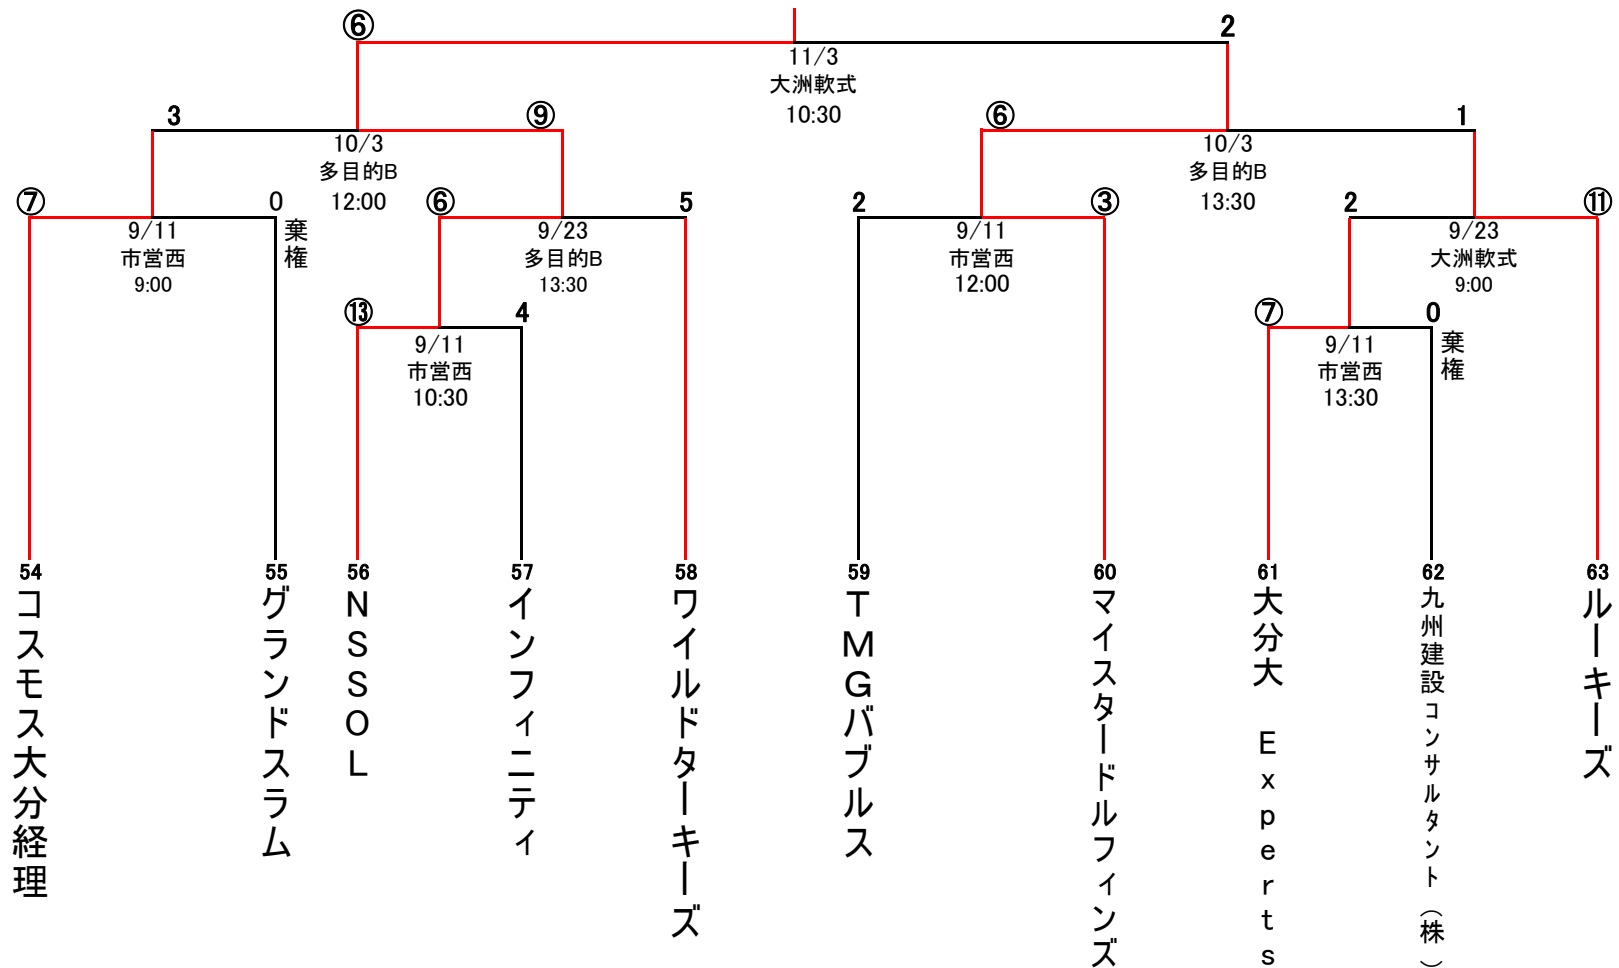 ⑥ 2
11/3
大洲軟式
10:30
3 ⑨ ⑥ 1
10/3
多目的B
12:00
10/3
多目的B
13:30
⑦ 0
棄権
9/11
市営西
9:00
⑥ 5
9/23
多目的B
13:30
2 ③
9/11
市営西
12:00
2 ⑪
9/23
大洲軟式
9:00
⑬ 4
9/11
市営西
10:30
⑦ 0
棄権
9/11
市営西
13:30
54
コスモス大分経理
55
グランドスラム
56
NSSOL
57
インフィニティ
58
ワイルドターキーズ
59
TMGバブルス
60
マイスタードルフィンズ
61
大分大 Experts
62
九州建設コンサルタント(株)
63
ルーキーズ